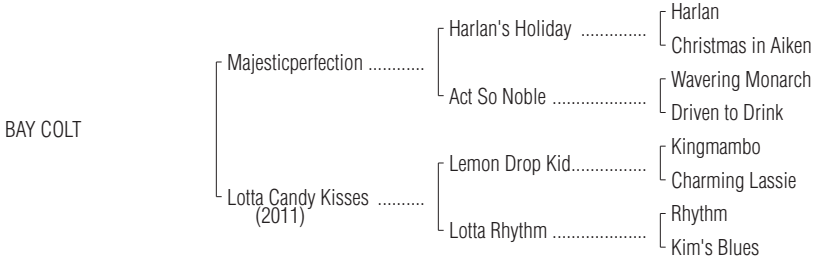 Harlan
Harlan's Holiday ..............
Christmas in Aiken
Majesticperfection ............
Wavering Monarch
Act So Noble ....................
Driven to Drink
BAY COLT
Kingmambo
Lemon Drop Kid................
Charming Lassie
Lotta Candy Kisses ..........
(2011)
Rhythm
Lotta Rhythm ....................
Kim's Blues